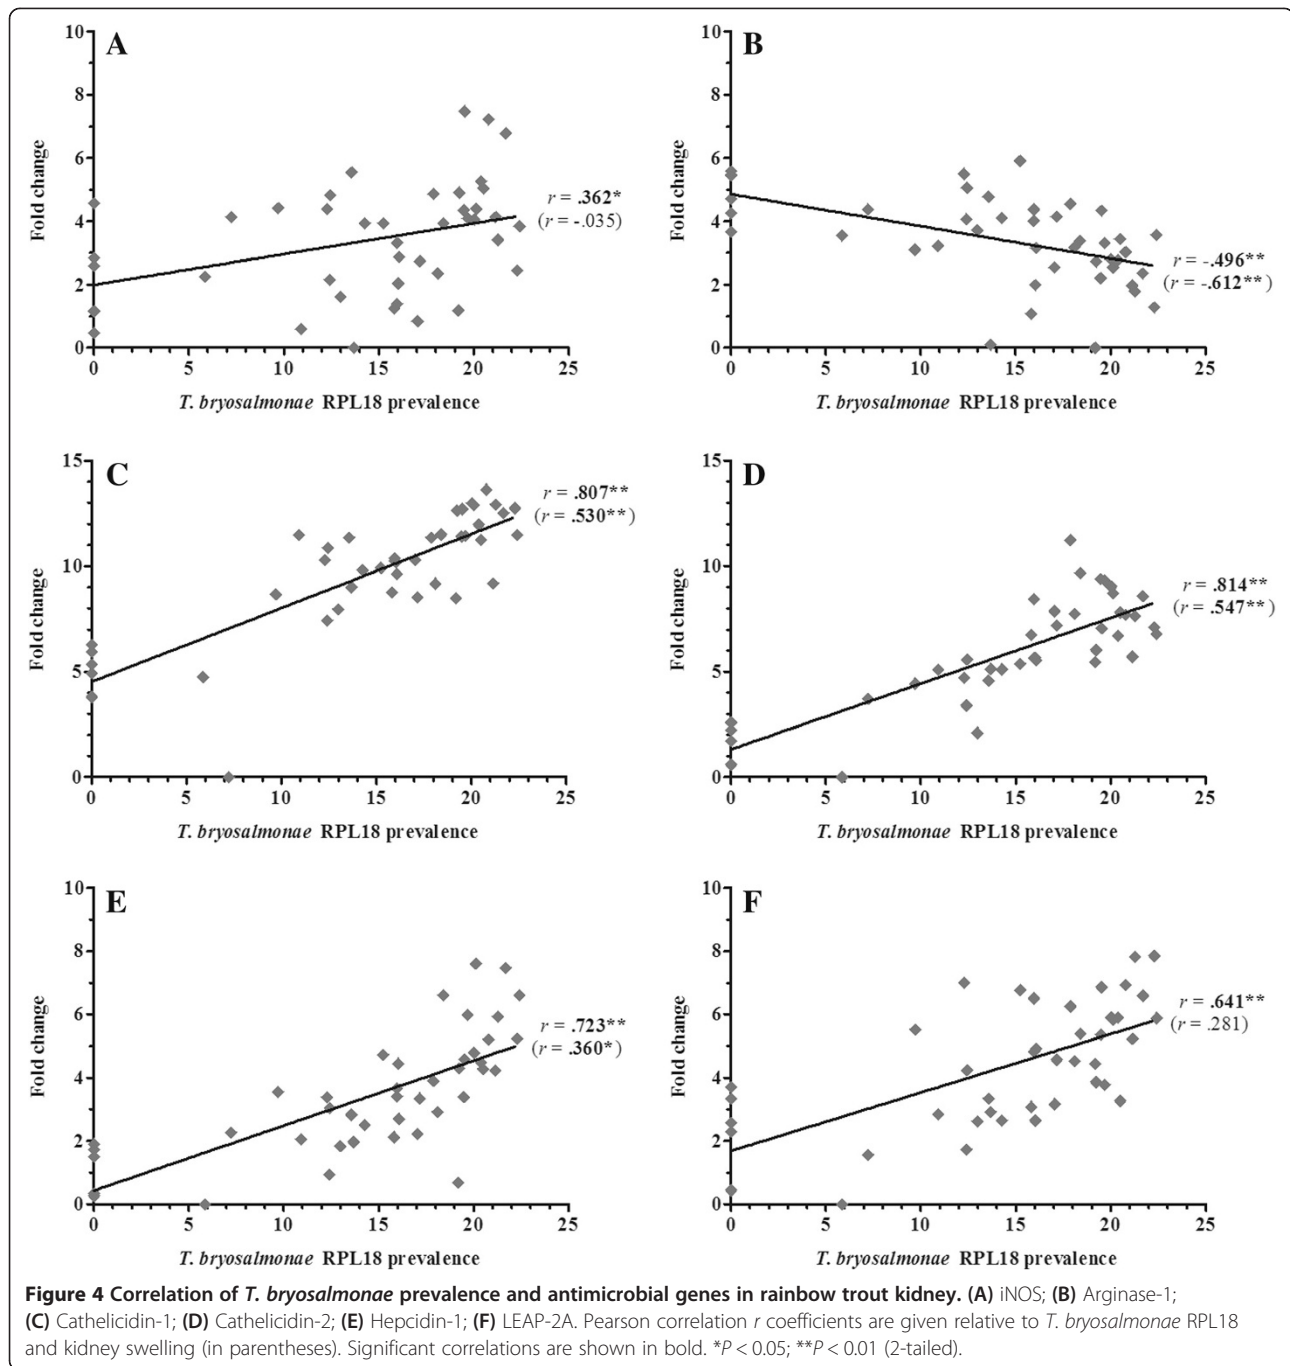 A
10
8
6
4
2
0
Fold change
0 5 10 15 20 25
T. bryosalmonae RPL18 prevalence
r = .362*
(r = -.035)
B
10
8
6
4
2
0
Fold change
0 5 10 15 20 25
T. bryosalmonae RPL18 prevalence
r = -.496**
(r = -.612**)
C
15
10
5
0
Fold change
0 5 10 15 20 25
T. bryosalmonae RPL18 prevalence
r = .807**
(r = .530**)
D
15
10
5
0
Fold change
0 5 10 15 20 25
T. bryosalmonae RPL18 prevalence
r = .814**
(r = .547**)
E
10
8
6
4
2
0
Fold change
0 5 10 15 20 25
T. bryosalmonae RPL18 prevalence
r = .723**
(r = .360*)
F
10
8
6
4
2
0
Fold change
0 5 10 15 20 25
T. bryosalmonae RPL18 prevalence
r = .641**
(r = .281)
Figure 4 Correlation of T. bryosalmonae prevalence and antimicrobial genes in rainbow trout kidney. (A) iNOS; (B) Arginase-1;
(C) Cathelicidin-1; (D) Cathelicidin-2; (E) Hepcidin-1; (F) LEAP-2A. Pearson correlation r coefficients are given relative to T. bryosalmonae RPL18
and kidney swelling (in parentheses). Significant correlations are shown in bold. *P < 0.05; **P < 0.01 (2-tailed).